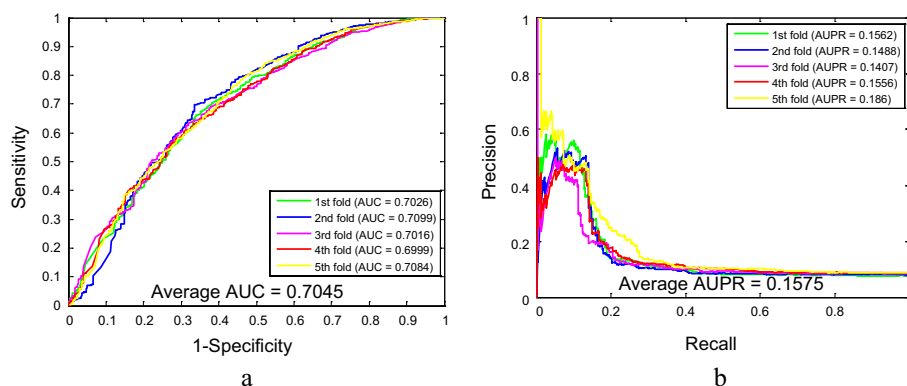 1
0.9
0.8
0.7
0.6
0.5
0.4
0.3
0.2
0.1
0
Sensitivity
1st fold (AUC = 0.7026)
2nd fold (AUC = 0.7099)
3rd fold (AUC = 0.7016)
4th fold (AUC = 0.6999)
5th fold (AUC = 0.7084)
Average AUC = 0.7045
0 0.1 0.2 0.3 0.4 0.5 0.6 0.7 0.8 0.9 1
1-Specificity
a
1
0.8
0.6
0.4
0.2
0
Precision
1st fold (AUPR = 0.1562)
2nd fold (AUPR = 0.1488)
3rd fold (AUPR = 0.1407)
4th fold (AUPR = 0.1556)
5th fold (AUPR = 0.186)
Average AUPR = 0.1575
0 0.2 0.4 0.6 0.8
Recall
b